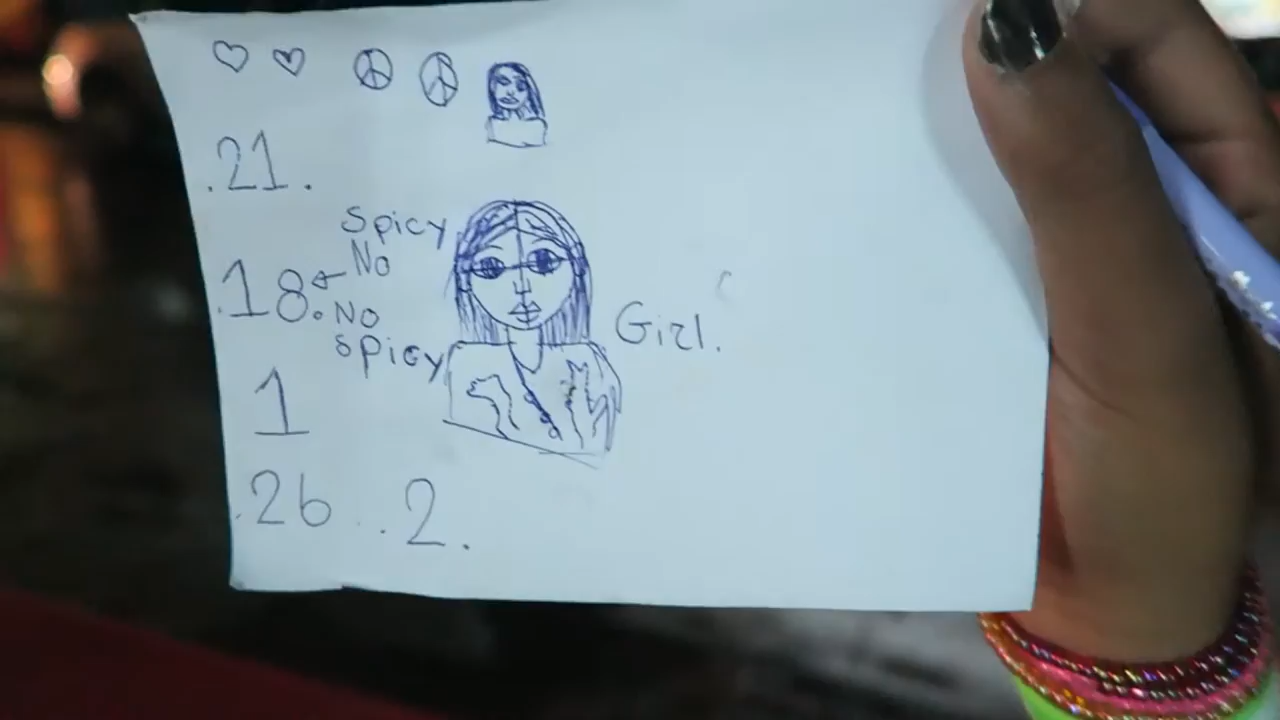 .21.
Spicy
.18. No
No
spicy
Girl.
1
.26 ..2.